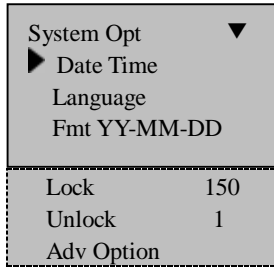 System Opt ▼
Date Time
Language
Fmt YY-MM-DD
Lock 150
Unlock 1
Adv Option